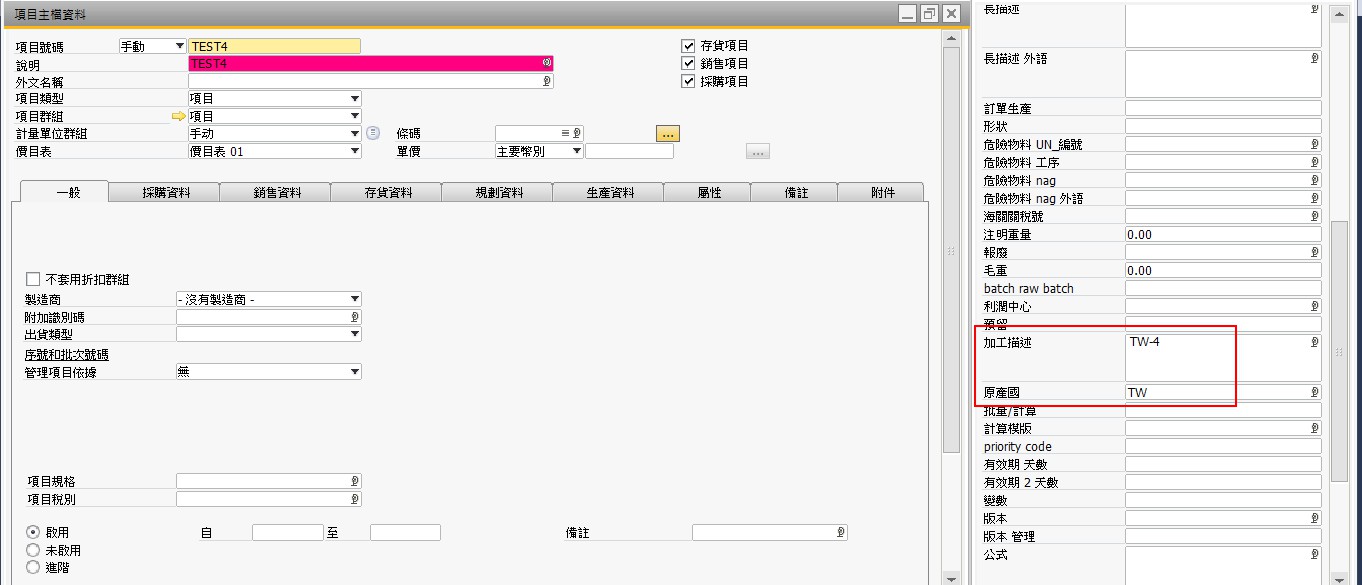 項目主檔資料
項目號碼 手動 TEST4
說明 TEST4
外文名稱
項目類型 項目
項目群組 項目
計量單位群組 手动 條碼 ...
價目表 價目表 01 單價 主要幣別 ...
存貨項目
銷售項目
採購項目
一般 採購資料 銷售資料 存貨資料 規劃資料 生產資料 屬性 備註 附件
不套用折扣群組
製造商 - 沒有製造商 -
附加識別碼
出貨類型
序號和批次號碼
管理項目依據 無
項目規格
項目稅別
啟用 自 至 備註
未啟用
進階
長描述
長描述 外語
訂單生產
形狀
危險物料 UN_編號
危險物料 工序
危險物料 nag
危險物料 nag 外語
海關關稅號
注明重量 0.00
報廢
毛重 0.00
batch raw batch
利潤中心
預留
加工描述 TW-4
原產國 TW
批量/計算
計算模版
priority code
有效期 天數
有效期 2 天數
變數
版本
版本 管理
公式